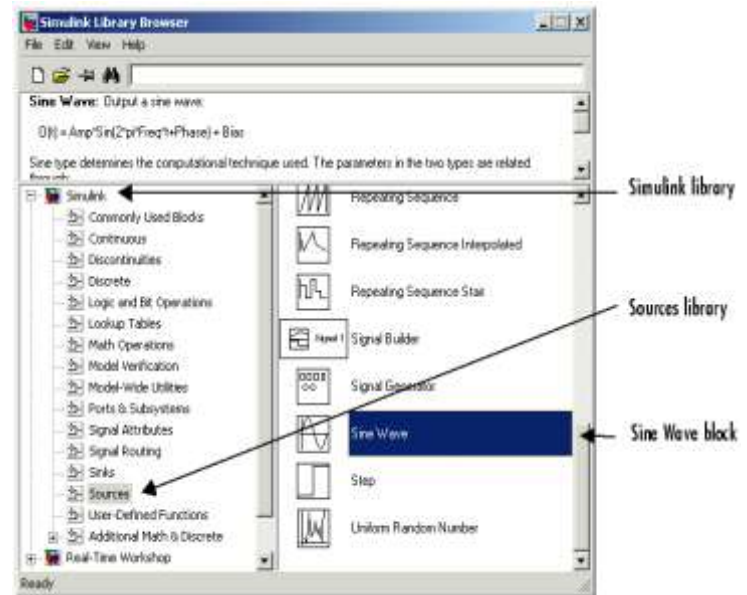 Simulink Library Browser
File Edit View Help
Sine Wave: Output a sine wave:
O(t) = Amp*Sin(2*pi*Freq*t+Phase) + Bias
Sine type determines the computational technique used. The parameters in the two types are related
Simulink
Commonly Used Blocks
Continuous
Discontinuities
Discrete
Logic and Bit Operations
Lookup Tables
Math Operations
Model Verification
Model-Wide Utilities
Ports & Subsystems
Signal Attributes
Signal Routing
Sinks
Sources
User-Defined Functions
Additional Math & Discrete
Real-Time Workshop
Repeating Sequence
Repeating Sequence Interpolated
Repeating Sequence Stair
Signal 1
Signal Builder
Signal Generator
Sine Wave
Step
Uniform Random Number
Ready
Simulink library
Sources library
Sine Wave block